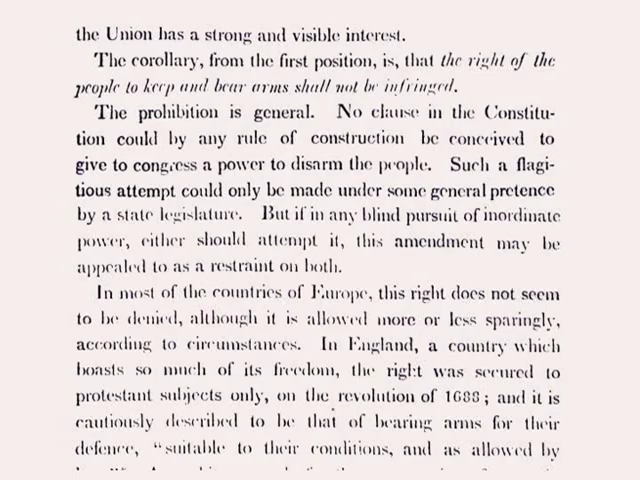 the Union has a strong and visible interest.
The corollary, from the first position, is, that the right of the
people to keep and bear arms shall not be infringed.
The prohibition is general. No clause in the Constitu-
tion could by any rule of construction be conceived to
give to congress a power to disarm the people. Such a flagi-
tious attempt could only be made under some general pretence
by a state legislature. But if in any blind pursuit of inordinate
power, either should attempt it, this amendment may be
appealed to as a restraint on both.
In most of the countries of Europe, this right does not seem
to be denied, although it is allowed more or less sparingly,
according to circumstances. In England, a country which
boasts so much of its freedom, the right was secured to
protestant subjects only, on the revolution of 1688; and it is
cautiously described to be that of bearing arms for their
defence, "suitable to their conditions, and as allowed by